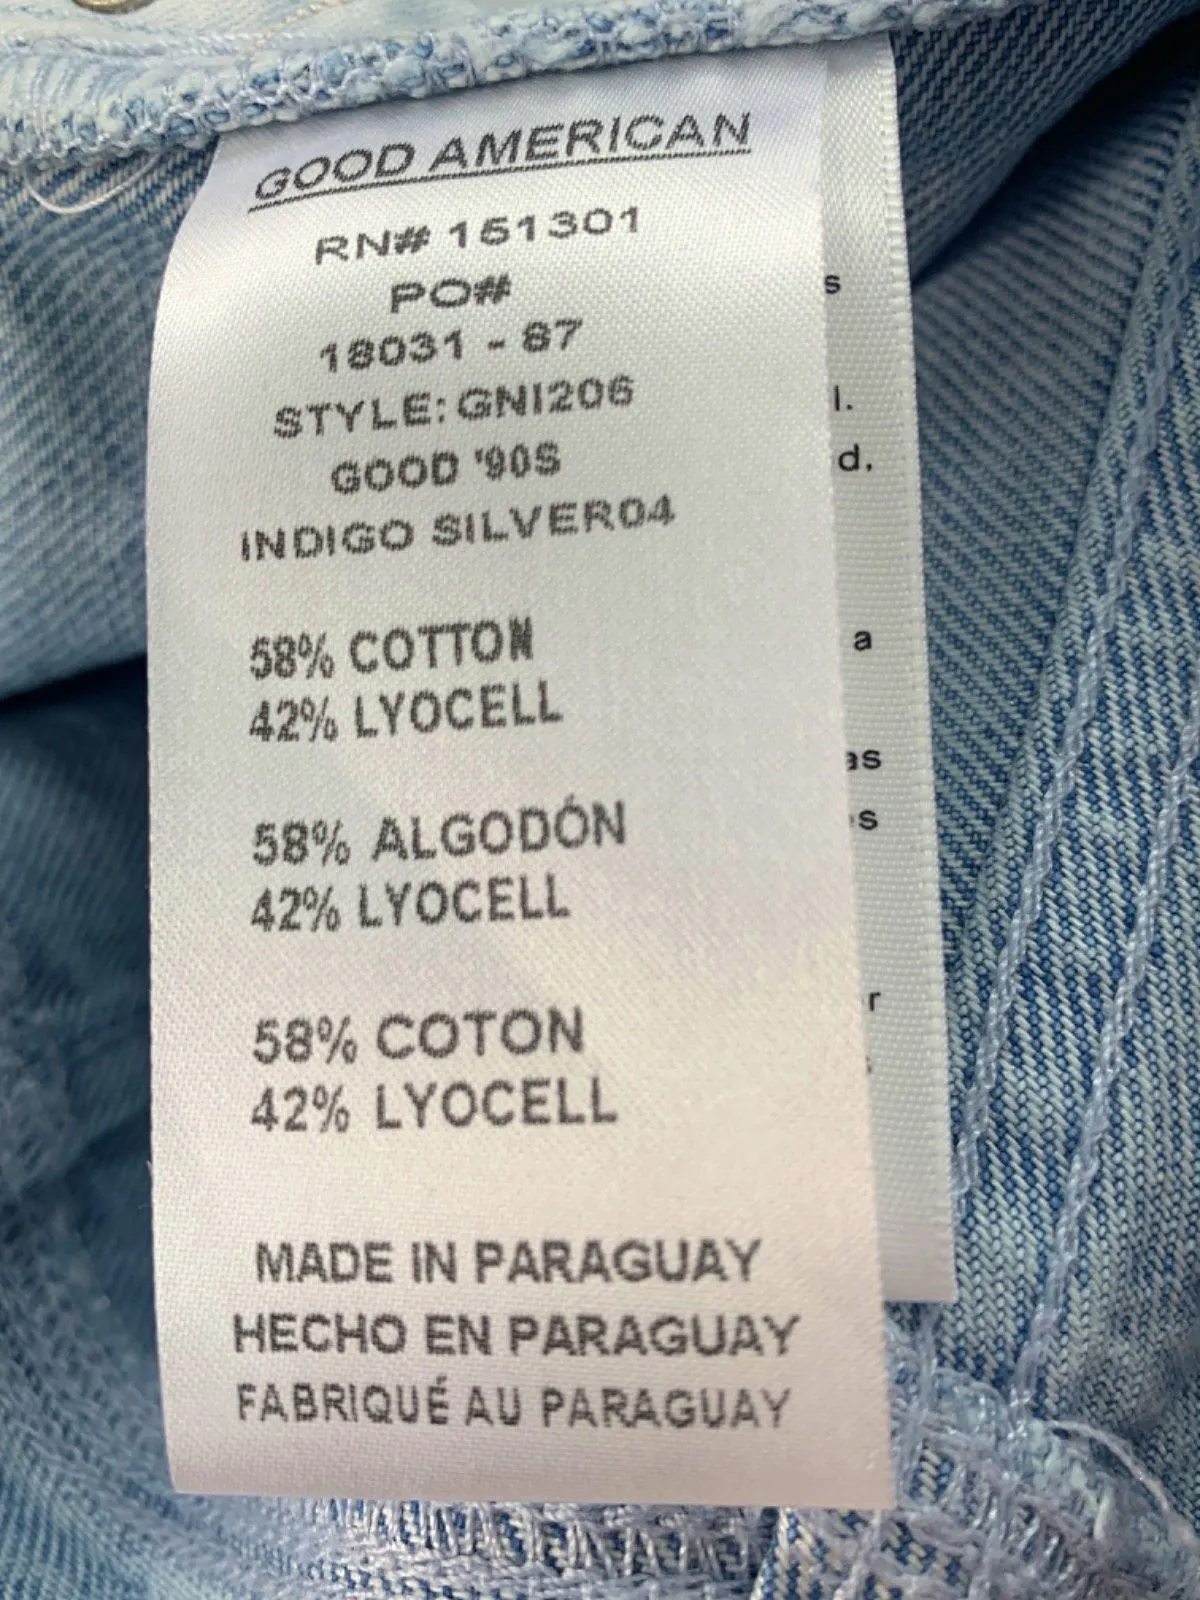 GOOD AMERICAN
RN# 151301
PO#
18031 - 87
STYLE: GNI206
GOOD '90S
INDIGO SILVER04
58% COTTON
42% LYOCELL
58% ALGODÓN
42% LYOCELL
58% COTON
42% LYOCELL
MADE IN PARAGUAY
HECHO EN PARAGUAY
FABRIQUÉ AU PARAGUAY